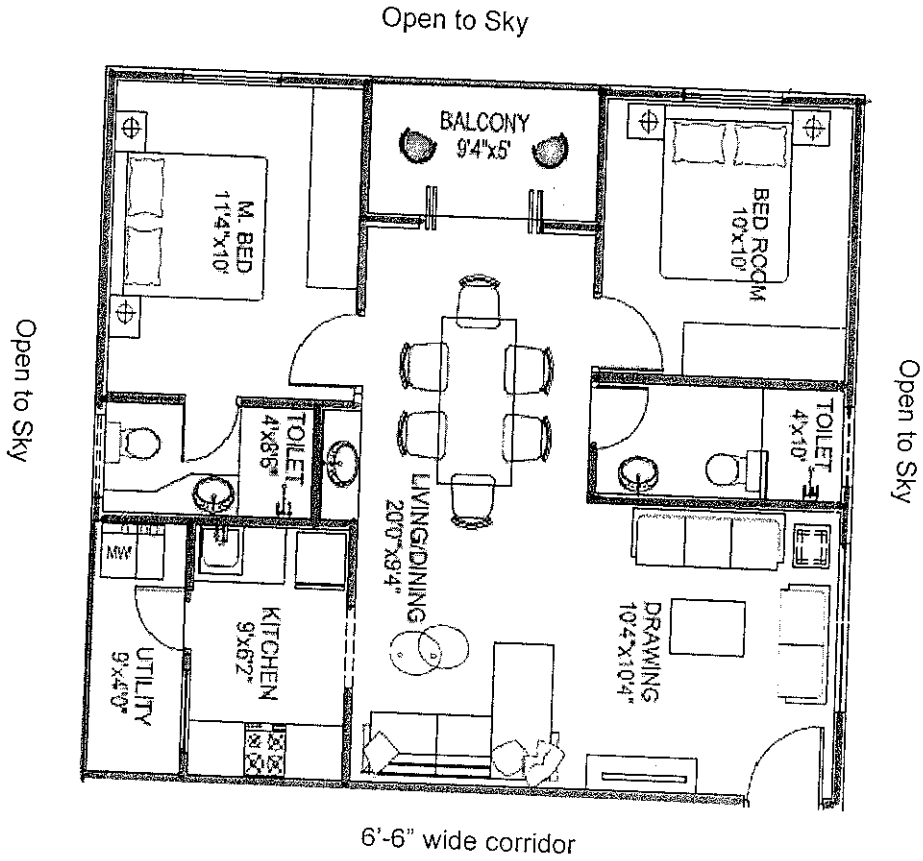 Open to Sky
BALCONY
9'4"x5'
M. BED
11'4"x10'
BED ROOM
10'x10'
Open to Sky
Open to Sky
TOILET
4'x8'6"
TOILET
4'x10'
LIVING/DINING
20'0"x9'4"
MW
KITCHEN
9'x6'2"
UTILITY
9'x4'0"
DRAWING
10'4"x10'4"
6'-6" wide corridor